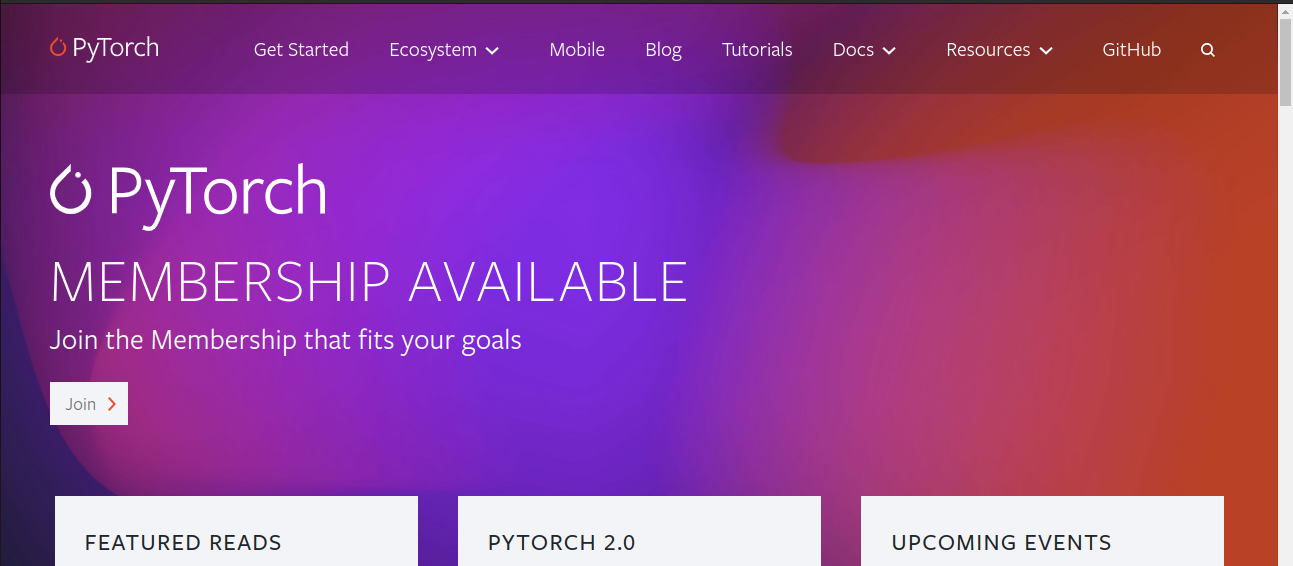 PyTorch Get Started Ecosystem Mobile Blog Tutorials Docs Resources GitHub
PyTorch
MEMBERSHIP AVAILABLE
Join the Membership that fits your goals
Join
FEATURED READS
PYTORCH 2.0
UPCOMING EVENTS